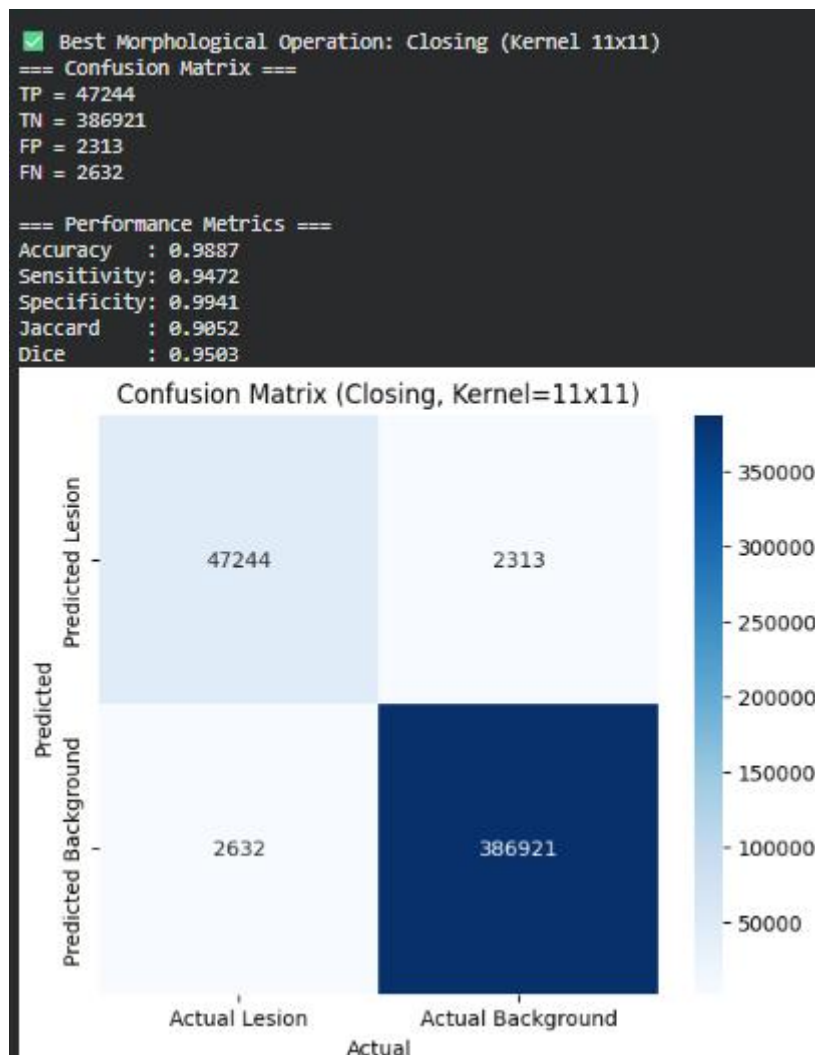 ✅ Best Morphological Operation: Closing (Kernel 11x11)
=== Confusion Matrix ===
TP = 47244
TN = 386921
FP = 2313
FN = 2632
=== Performance Metrics ===
Accuracy   : 0.9887
Sensitivity: 0.9472
Specificity: 0.9941
Jaccard    : 0.9052
Dice       : 0.9503
Confusion Matrix (Closing, Kernel=11x11)
Predicted
Predicted Lesion
Predicted Background
47244
2313
2632
386921
Actual Lesion
Actual Background
Actual
350000
300000
250000
200000
150000
100000
50000